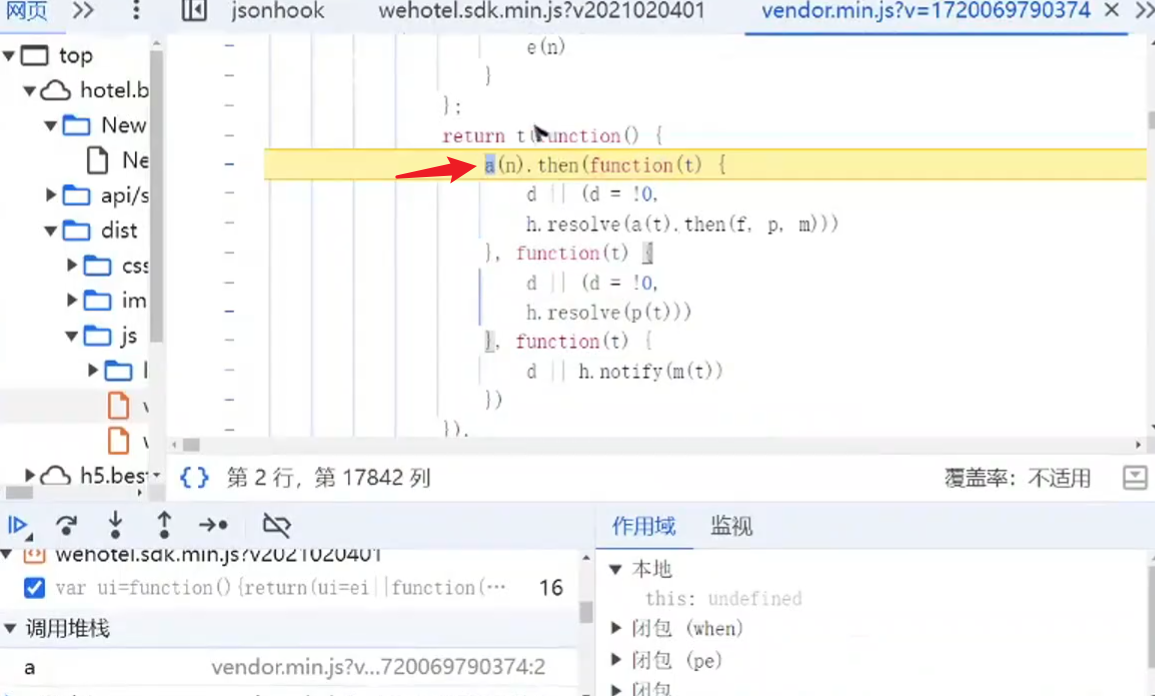 网页 jsonhook wehotel.sdk.min.js?v2021020401 vendor.min.js?v=1720069790374
top
hotel.b
New
Ne
api/s
dist
css
im
js
h5.best
e(n)
}
};
return t(function() {
a(n).then(function(t) {
d || (d = !0,
h.resolve(a(t).then(f, p, m)))
}, function(t) {
d || (d = !0,
h.resolve(p(t)))
}, function(t) {
d || h.notify(m(t))
})
}),
{} 第 2 行，第 17842 列 覆盖率：不适用
作用域 监视
wehotel.sdk.min.js?v2021020401
var ui=function(){return(ui=ei||function(… 16
调用堆栈
a vendor.min.js?v…720069790374:2
本地
this: undefined
闭包 (when)
闭包 (pe)
闭包